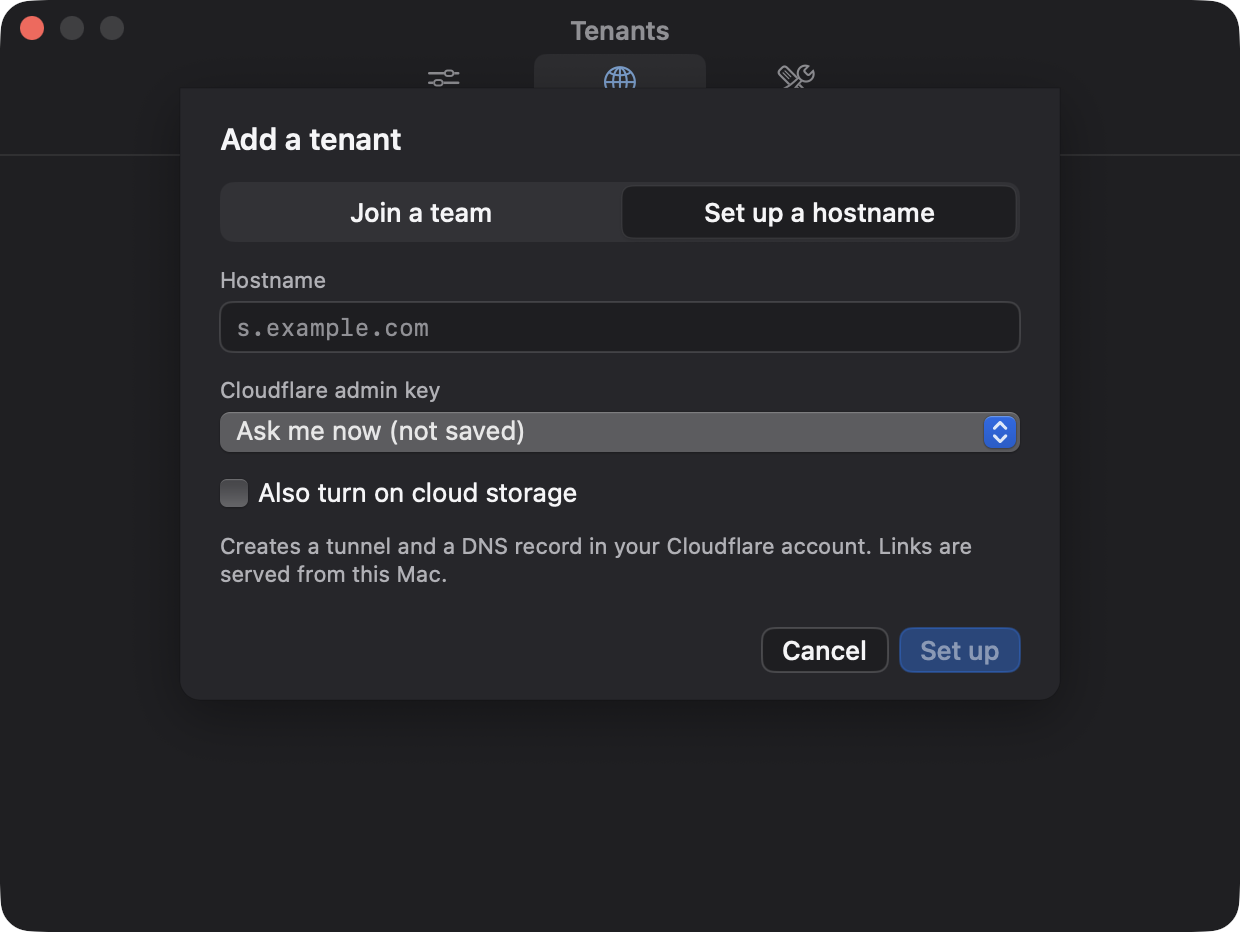 Tenants
Add a tenant
Join a team
Set up a hostname
Hostname
s.example.com
Cloudflare admin key
Ask me now (not saved)
Also turn on cloud storage
Creates a tunnel and a DNS record in your Cloudflare account. Links are
served from this Mac.
Cancel
Set up